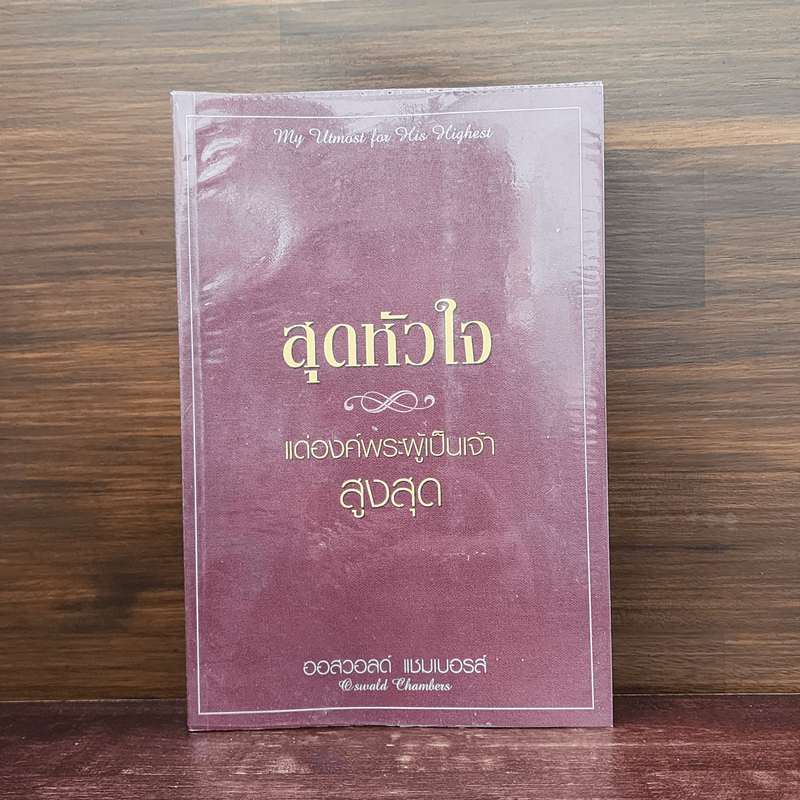 My Utmost for His Highest
สุดหัวใจ
แด่องค์พระผู้เป็นเจ้า
สูงสุด
ออสวอลด์ แชมเบอรส์
Oswald Chambers